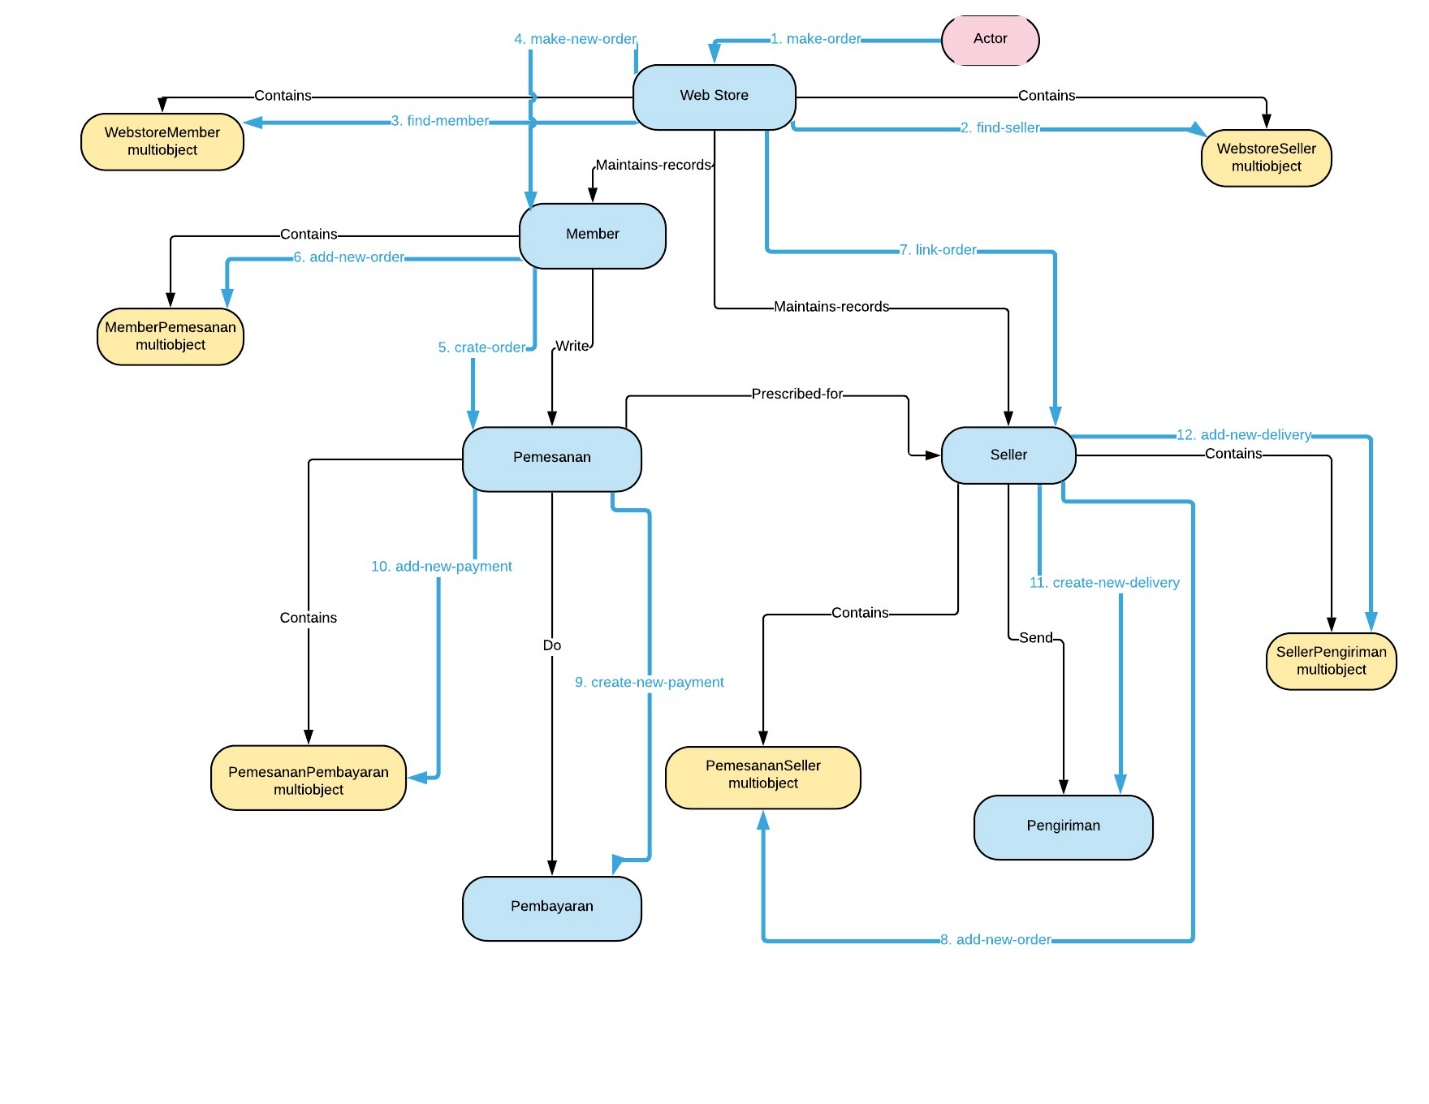 4. make-new-order
1. make-order
Actor
Web Store
Contains
Contains
WebstoreMember
multiobject
3. find-member
2. find-seller
WebstoreSeller
multiobject
Maintains-records
Member
Contains
6. add-new-order
7. link-order
MemberPemesanan
multiobject
Maintains-records
5. crate-order
Write
Prescribed-for
Pemesanan
Seller
12. add-new-delivery
Contains
10. add-new-payment
11. create-new-delivery
Contains
Contains
Do
Send
SellerPengiriman
multiobject
9. create-new-payment
PemesananPembayaran
multiobject
PemesananSeller
multiobject
Pengiriman
Pembayaran
8. add-new-order